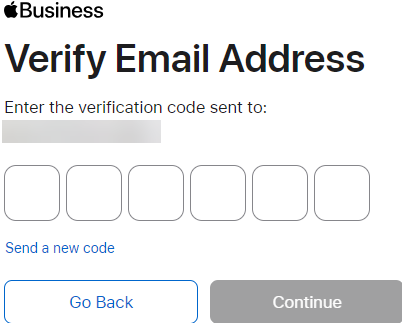 Business
Verify Email Address
Enter the verification code sent to:
Send a new code
Go Back
Continue